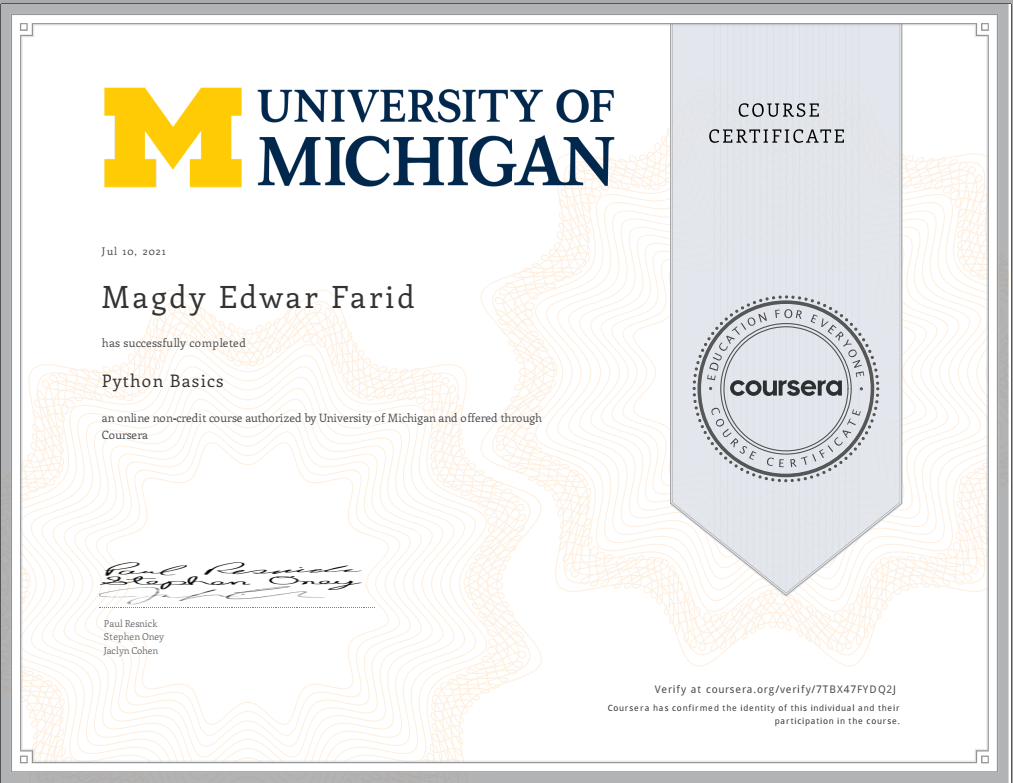 UNIVERSITY OF
MICHIGAN
COURSE
CERTIFICATE
Jul 10, 2021
Magdy Edwar Farid
has successfully completed
Python Basics
an online non-credit course authorized by University of Michigan and offered through
Coursera
EDUCATION FOR EVERYONE
coursera
COURSE CERTIFICATE
Paul Resnick
Stephen Oney
Paul Resnick
Stephen Oney
Jaclyn Cohen
Verify at coursera.org/verify/7TBX47FYDQ2J
Coursera has confirmed the identity of this individual and their
participation in the course.